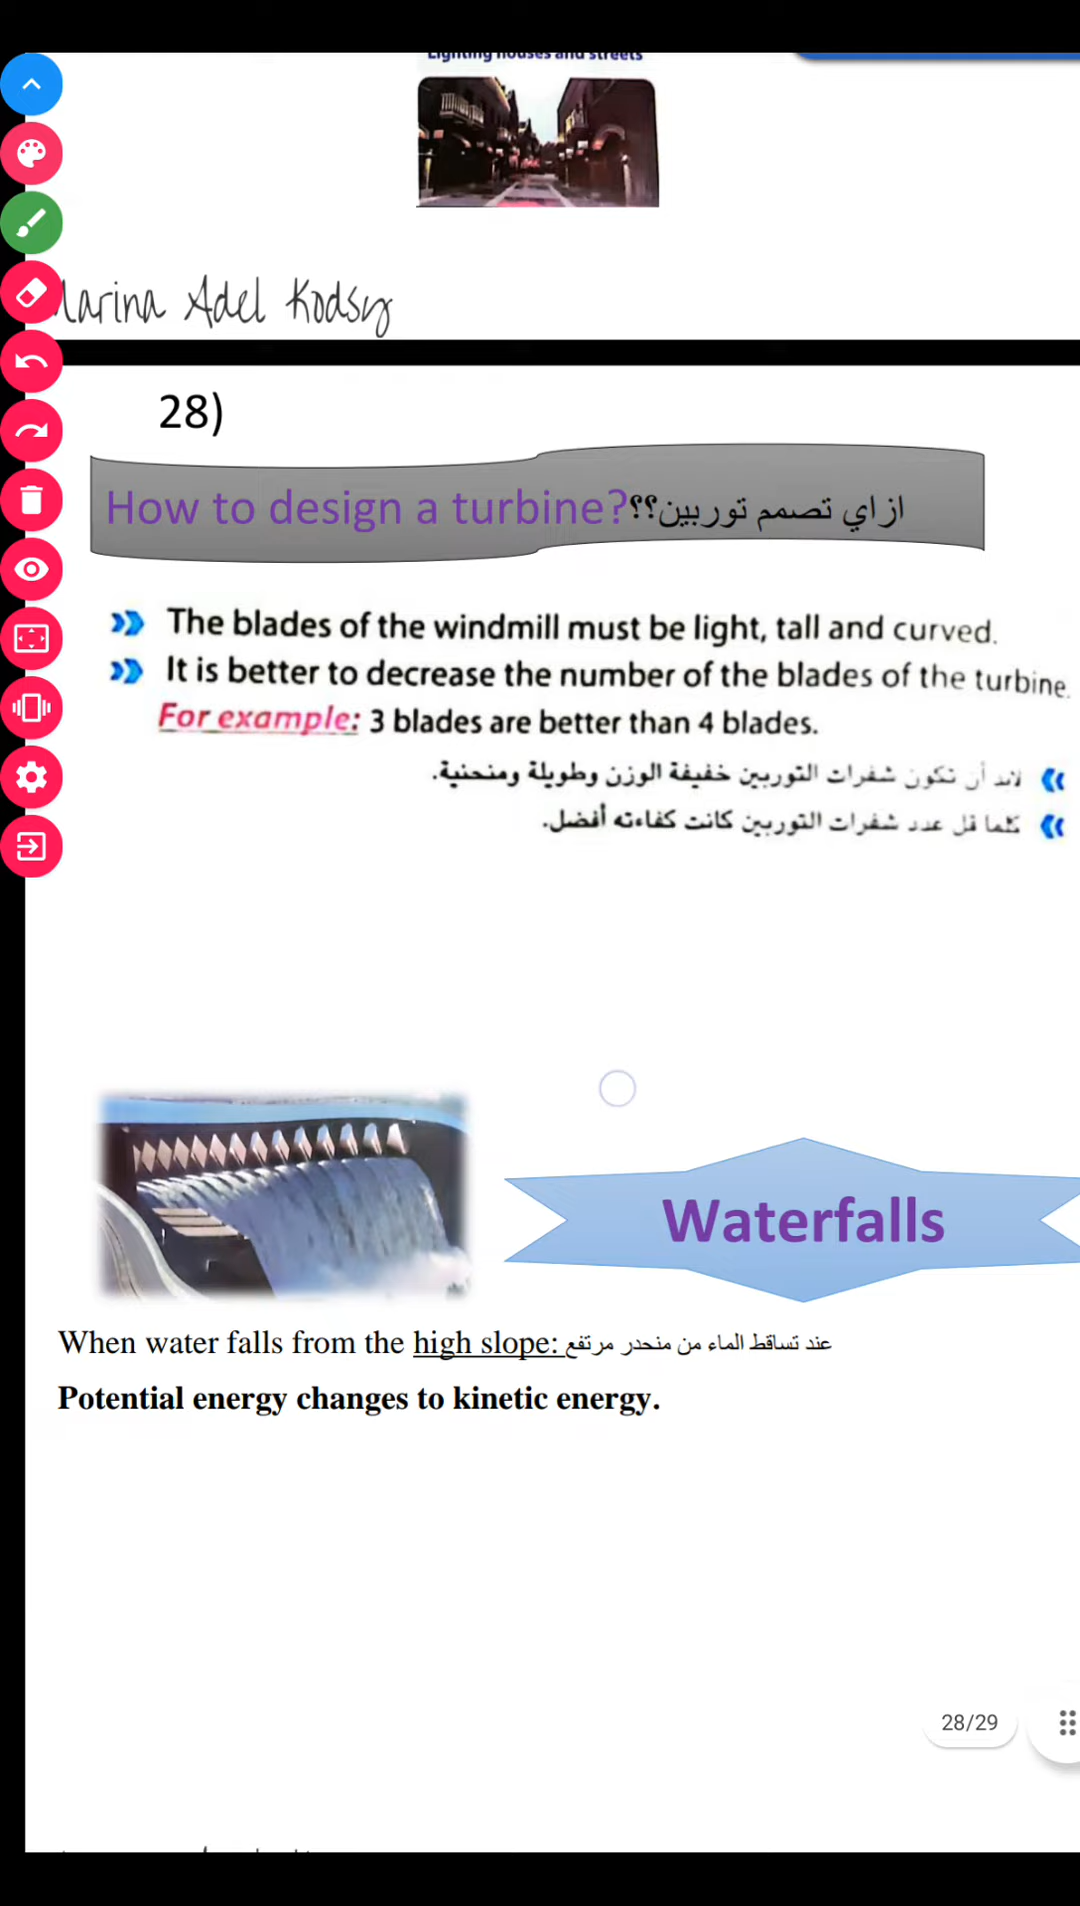 Lighting houses and streets
Marina Adel Kodsy
28)
How to design a turbine?؟؟ازاي تصمم توربين
The blades of the windmill must be light, tall and curved.
It is better to decrease the number of the blades of the turbine.
For example: 3 blades are better than 4 blades.
لابد أن تكون شفرات التوربين خفيفة الوزن وطويلة ومنحنية.
كلما قل عدد شفرات التوربين كانت كفاءته أفضل.
Waterfalls
When water falls from the high slope: عند تساقط الماء من منحدر مرتفع
Potential energy changes to kinetic energy.
28/29